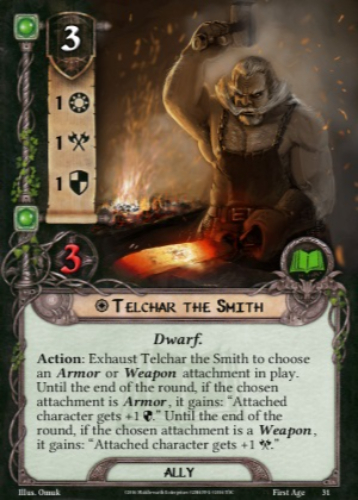 3
1
1
1
3
TELCHAR THE SMITH
Dwarf.
Action: Exhaust Telchar the Smith to choose
an Armor or Weapon attachment in play.
Until the end of the round, if the chosen
attachment is Armor, it gains: “Attached
character gets +1 .” Until the end of the
round, if the chosen attachment is a Weapon,
it gains: “Attached character gets +1 .”
ALLY
Illus. Omuk
First Age
31